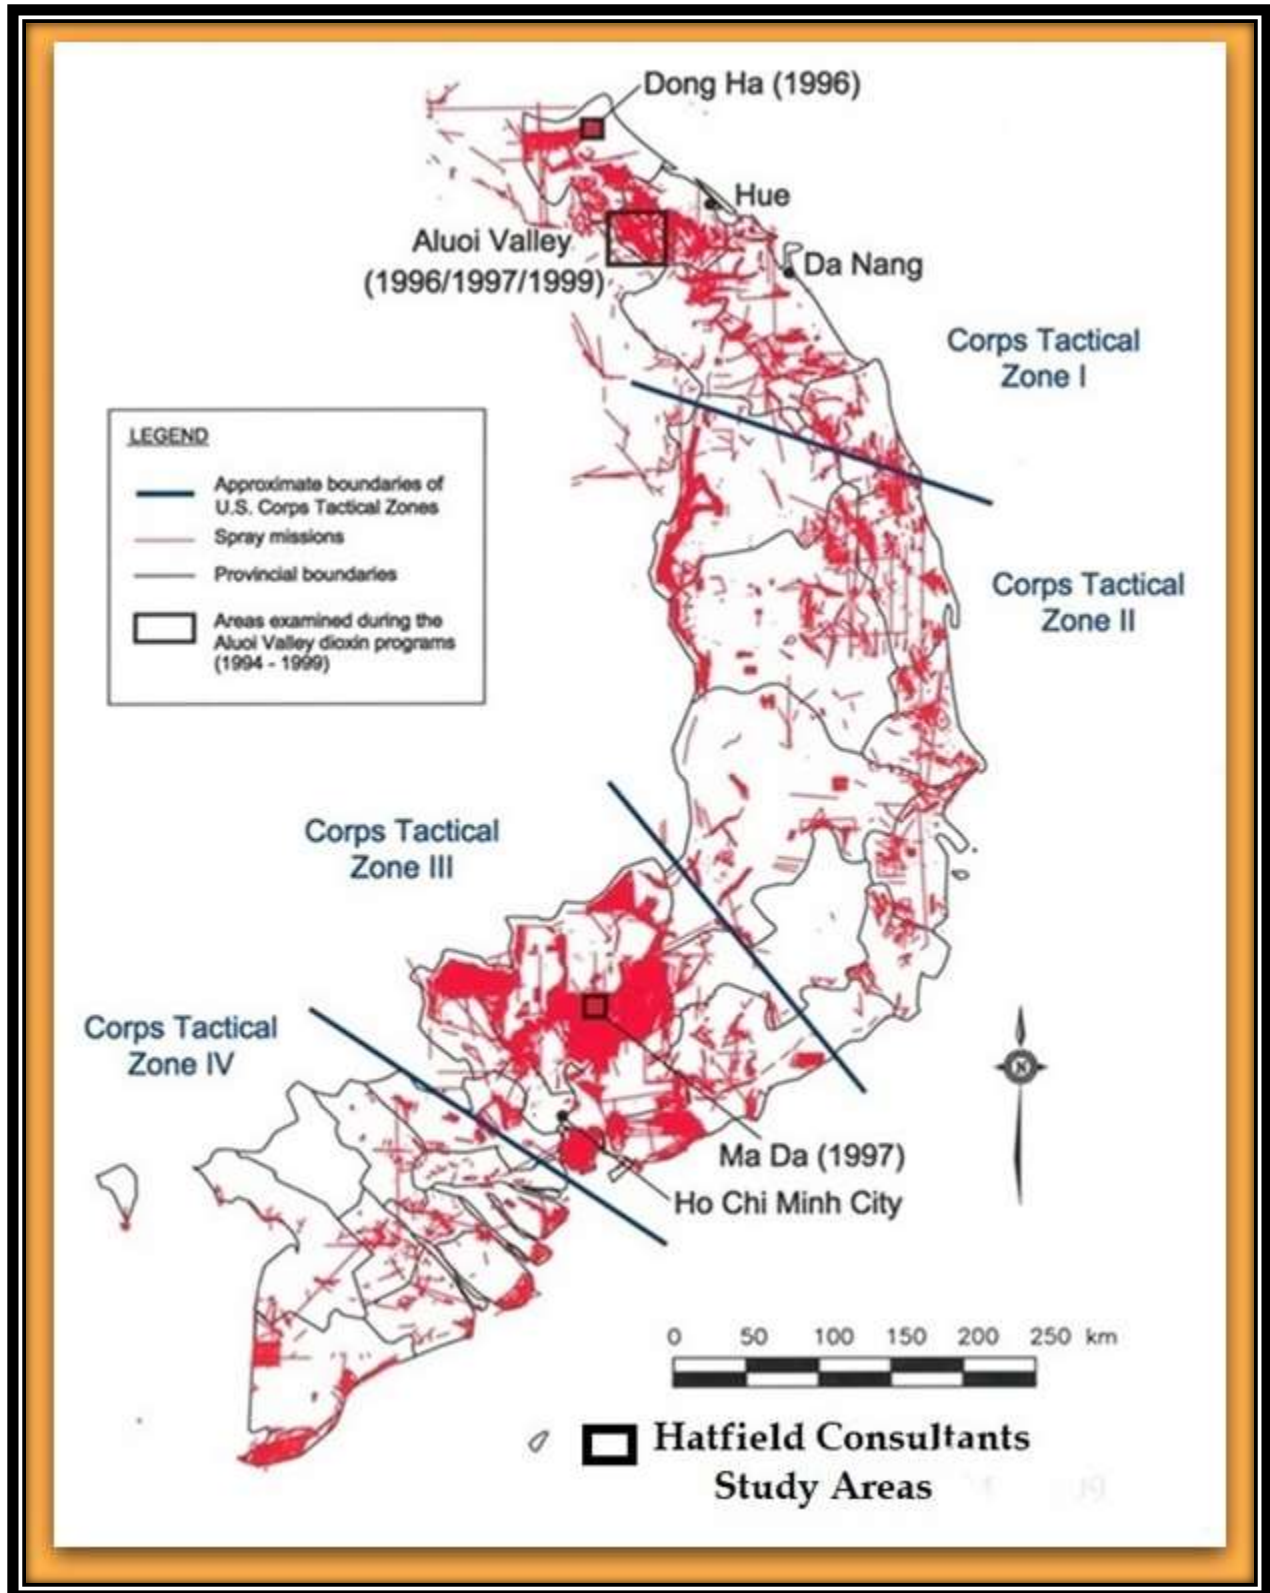 Dong Ha (1996)
Hue
Aluoi Valley
(1996/1997/1999)
Da Nang
Corps Tactical
Zone I
LEGEND
Approximate boundaries of
U.S. Corps Tactical Zones
Spray missions
Provincial boundaries
Areas examined during the
Aluoi Valley dioxin programs
(1994 - 1999)
Corps Tactical
Zone II
Corps Tactical
Zone III
Corps Tactical
Zone IV
N
Ma Da (1997)
Ho Chi Minh City
0 50 100 150 200 250 km
Hatfield Consultants
Study Areas